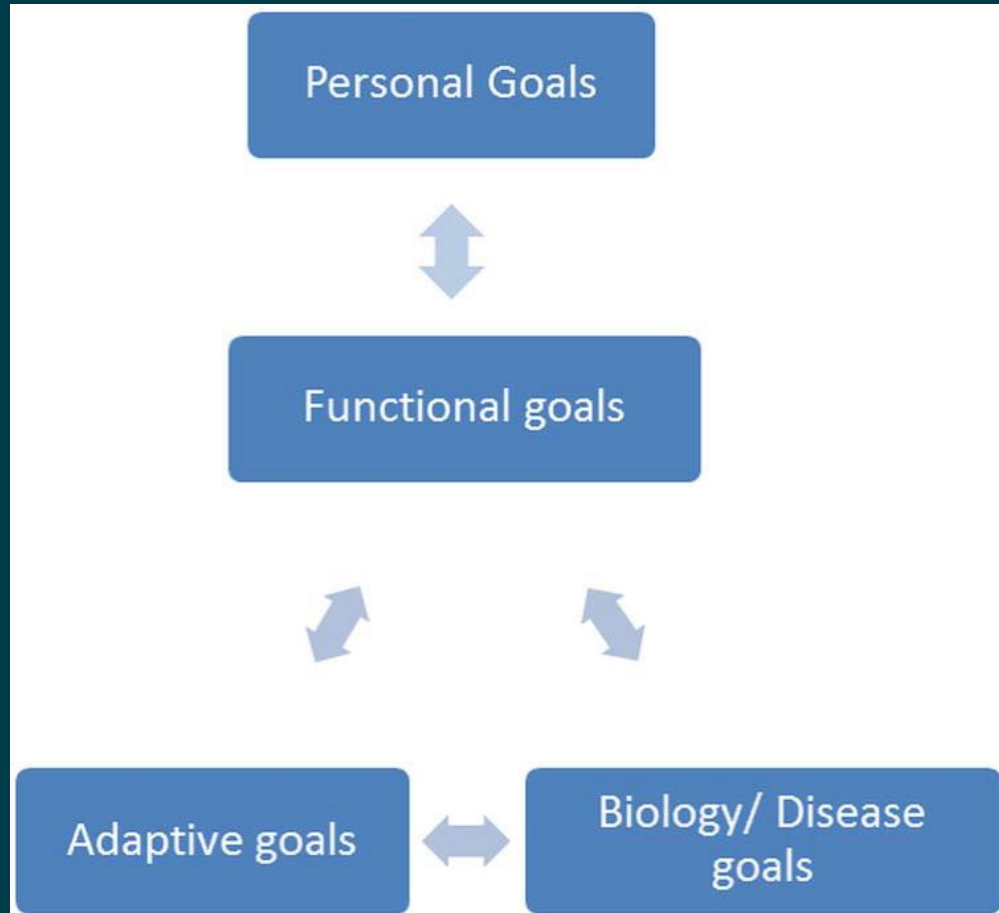 Personal Goals
Functional goals
Adaptive goals
Biology/ Disease
goals